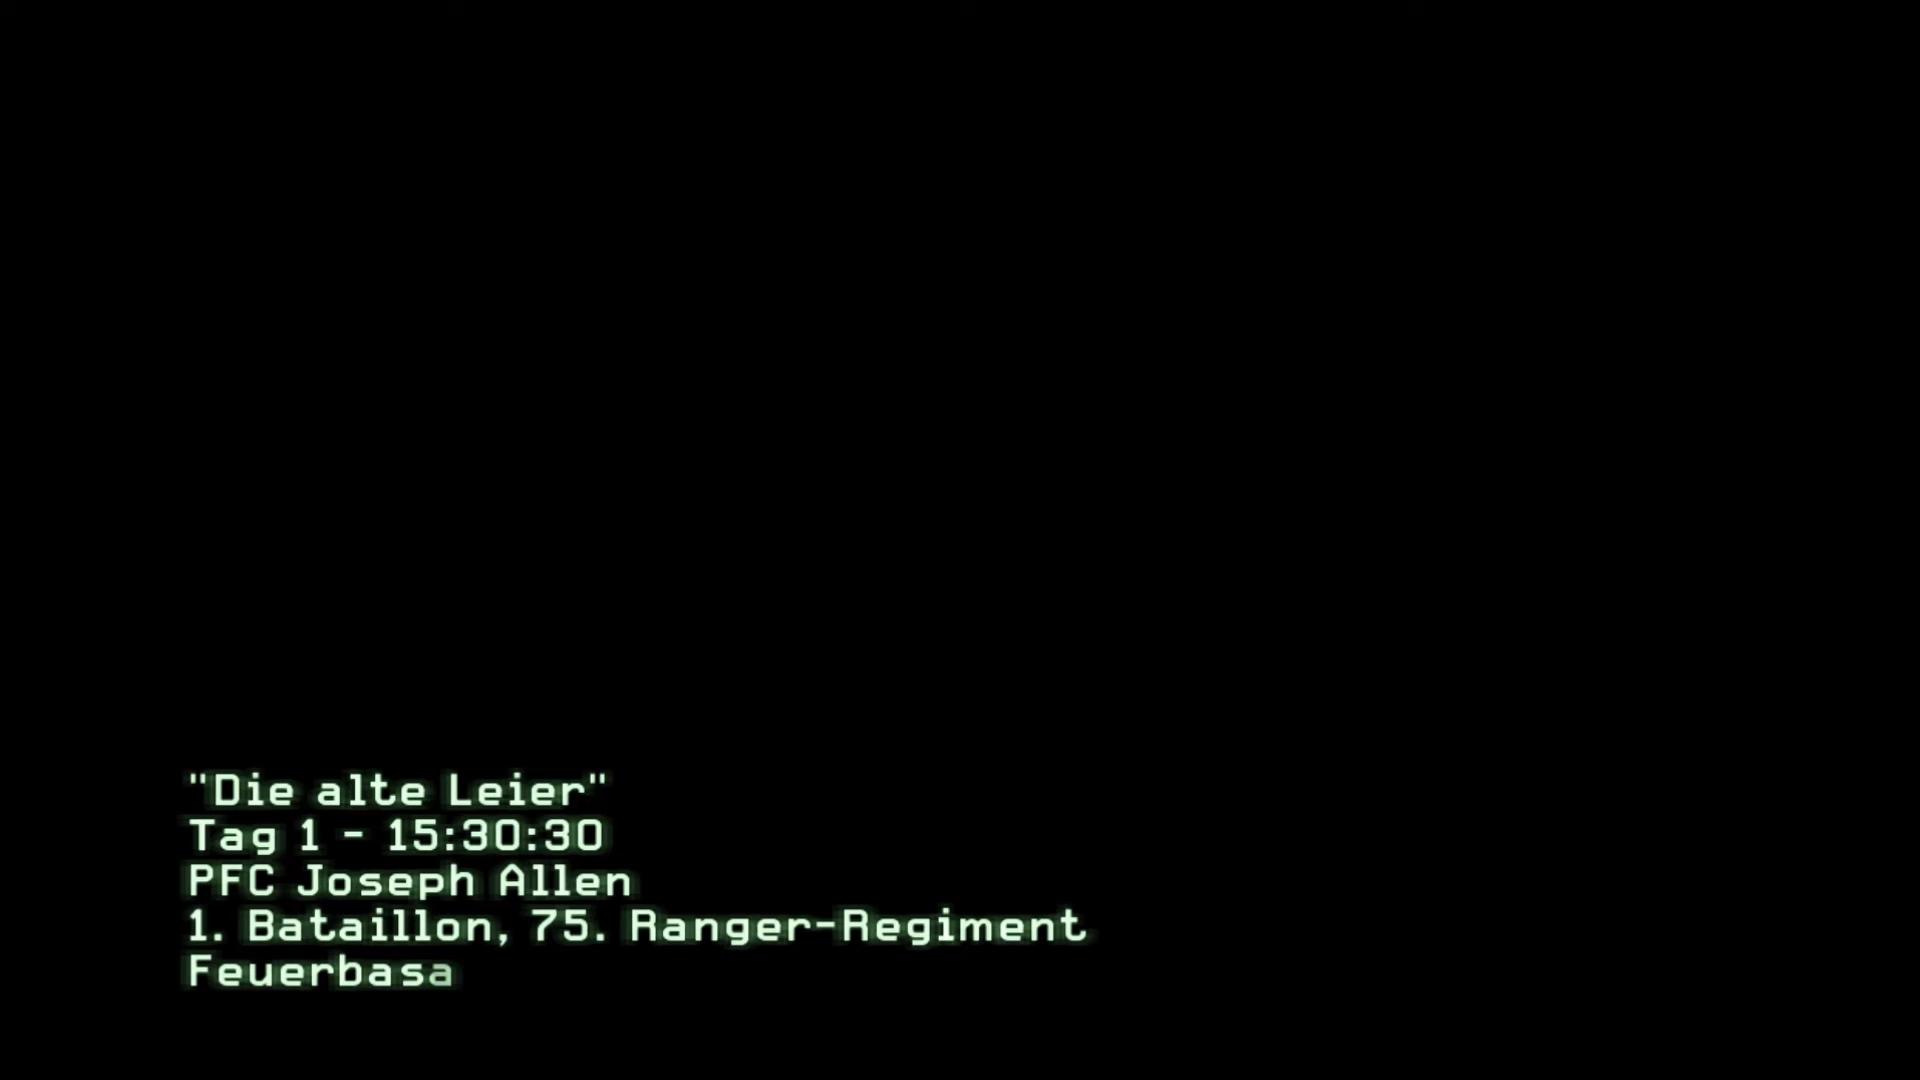 "Die alte Leier"
Tag 1 - 15:30:30
PFC Joseph Allen
1. Bataillon, 75. Ranger-Regiment
Feuerbasa